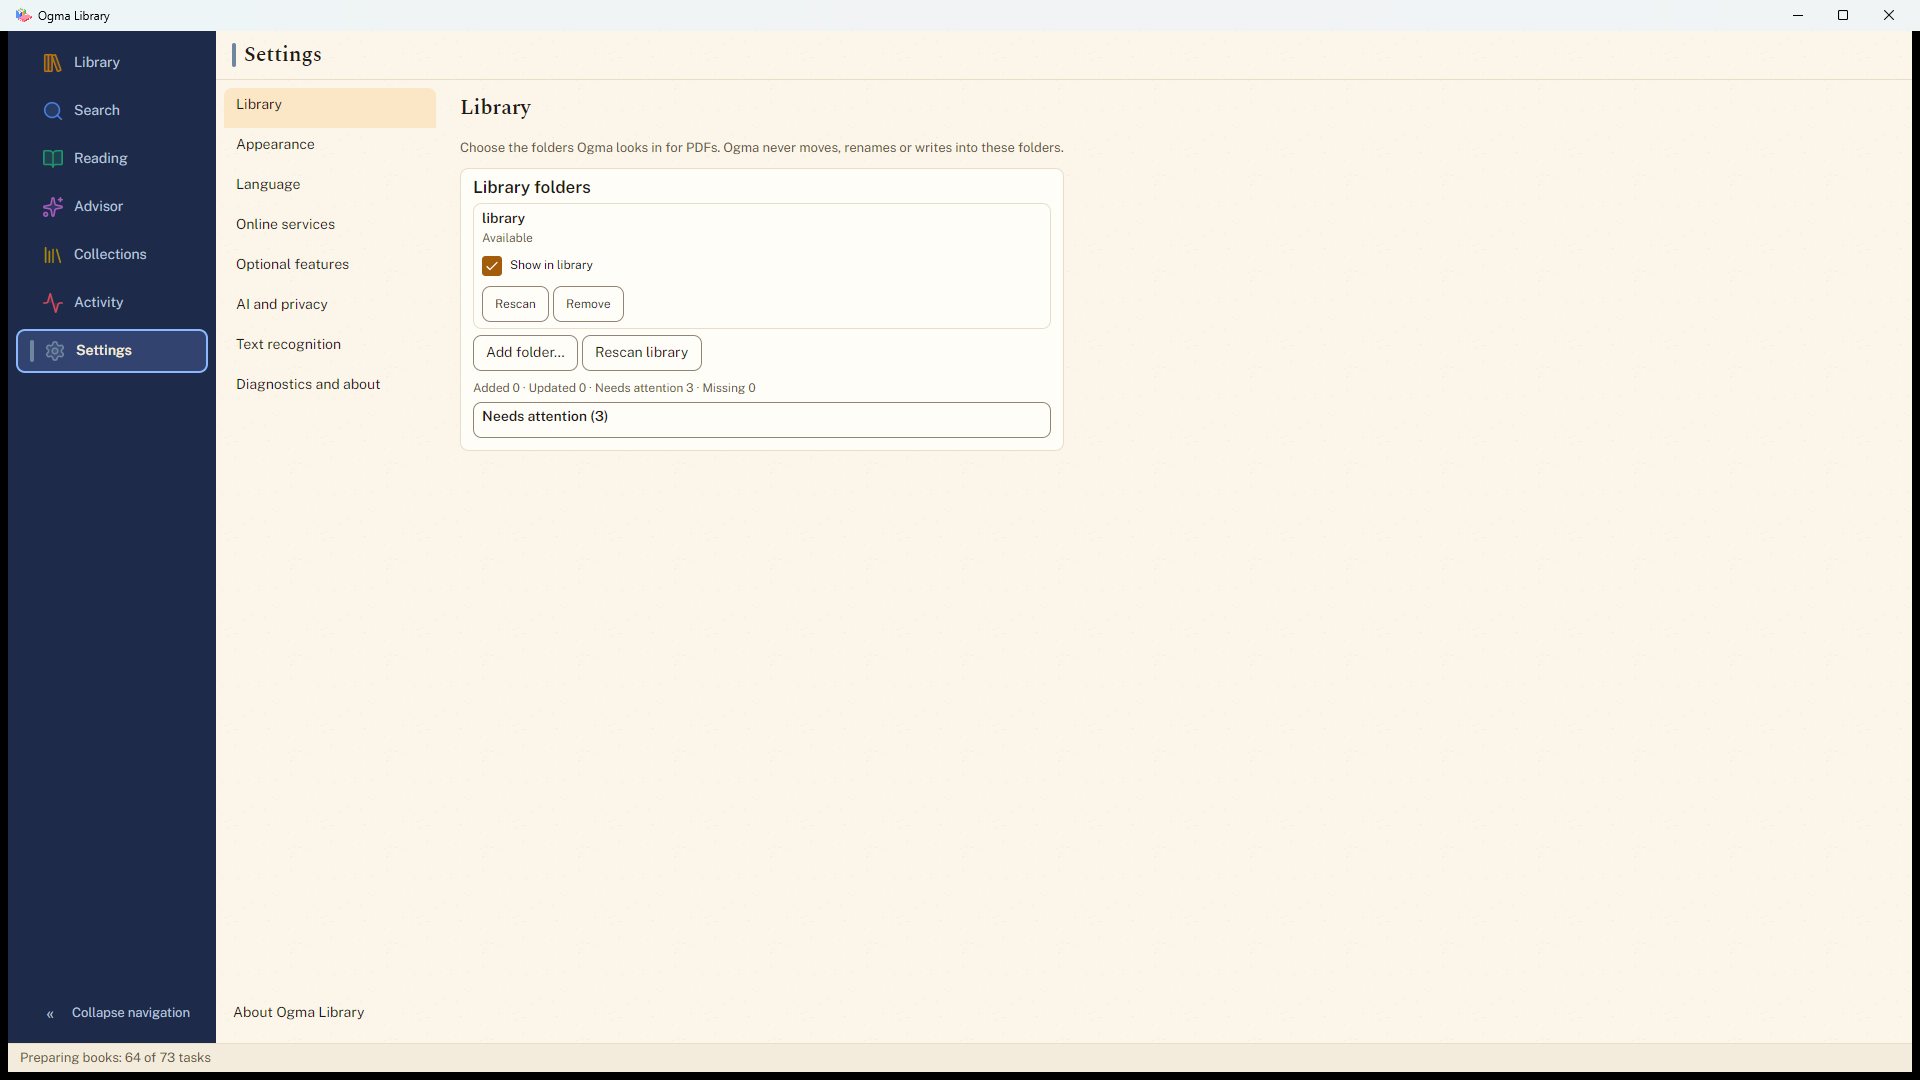 Ogma Library
Library
Search
Reading
Advisor
Collections
Activity
Settings
« Collapse navigation
Settings
Library
Appearance
Language
Online services
Optional features
AI and privacy
Text recognition
Diagnostics and about
About Ogma Library
Library
Choose the folders Ogma looks in for PDFs. Ogma never moves, renames or writes into these folders.
Library folders
library
Available
Show in library
Rescan Remove
Add folder... Rescan library
Added 0 · Updated 0 · Needs attention 3 · Missing 0
Needs attention (3)
Preparing books: 64 of 73 tasks